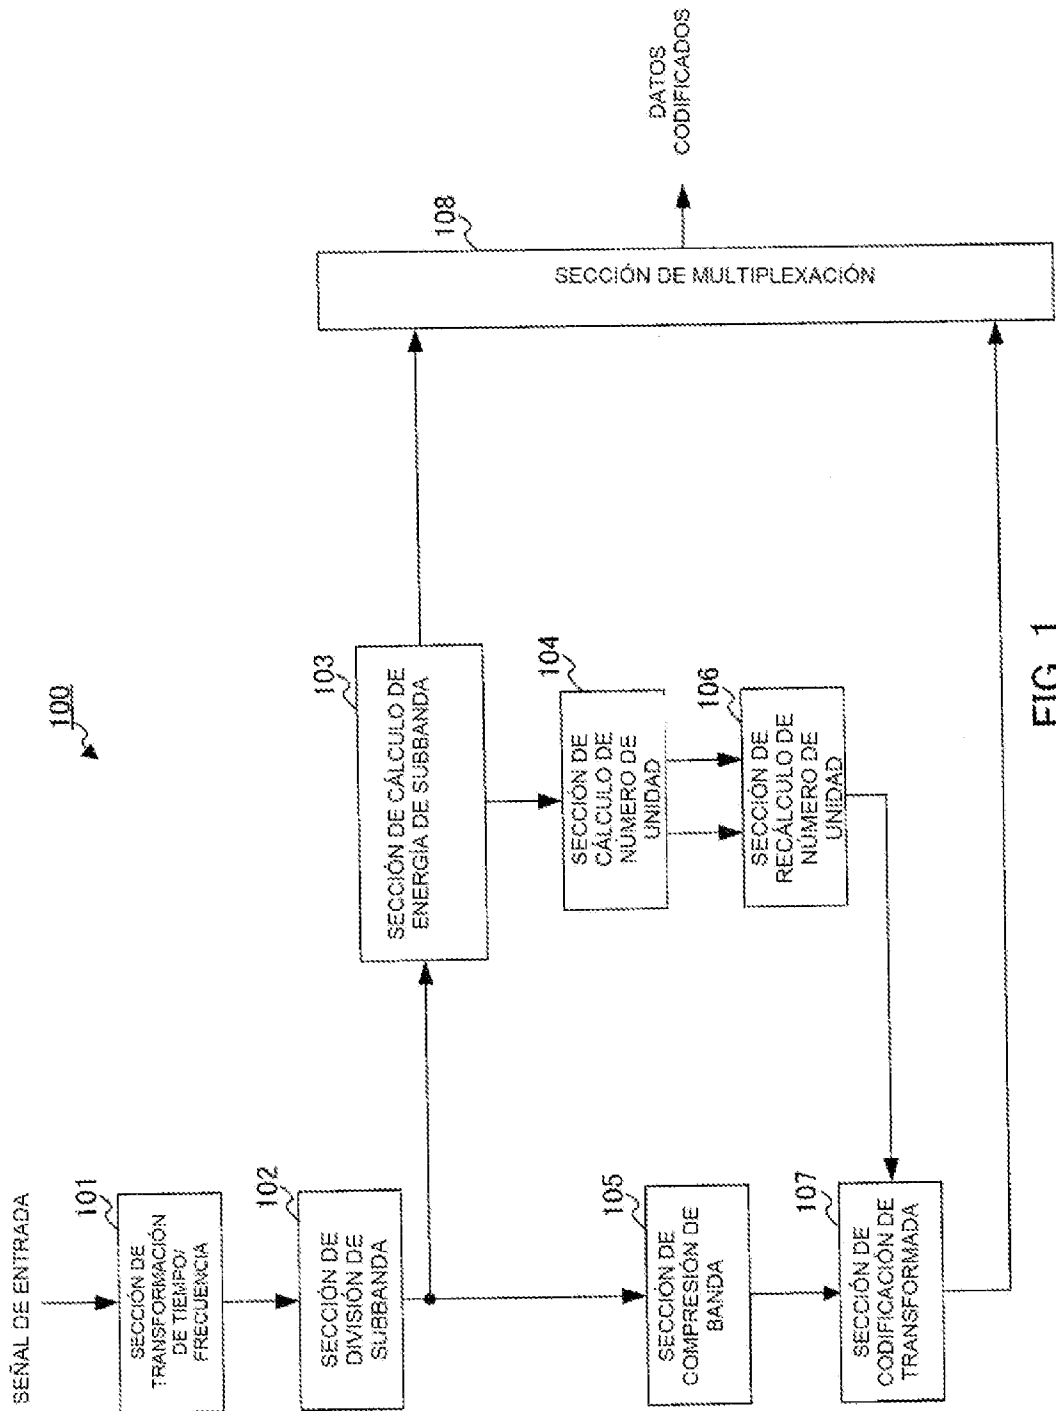 100
SEÑAL DE ENTRADA
101
SECCIÓN DE
TRANSFORMACIÓN
DE TIEMPO/
FRECUENCIA
102
SECCIÓN DE
DIVISIÓN DE
SUBBANDA
103
SECCIÓN DE CÁLCULO DE
ENERGÍA DE SUBBANDA
104
SECCIÓN DE
CÁLCULO DE
NÚMERO DE
UNIDAD
105
SECCIÓN DE
COMPRESIÓN DE
BANDA
106
SECCIÓN DE
RECÁLCULO DE
NÚMERO DE
UNIDAD
107
SECCIÓN DE
CODIFICACIÓN DE
TRANSFORMADA
108
SECCIÓN DE MULTIPLEXACIÓN
DATOS
CODIFICADOS
FIG. 1